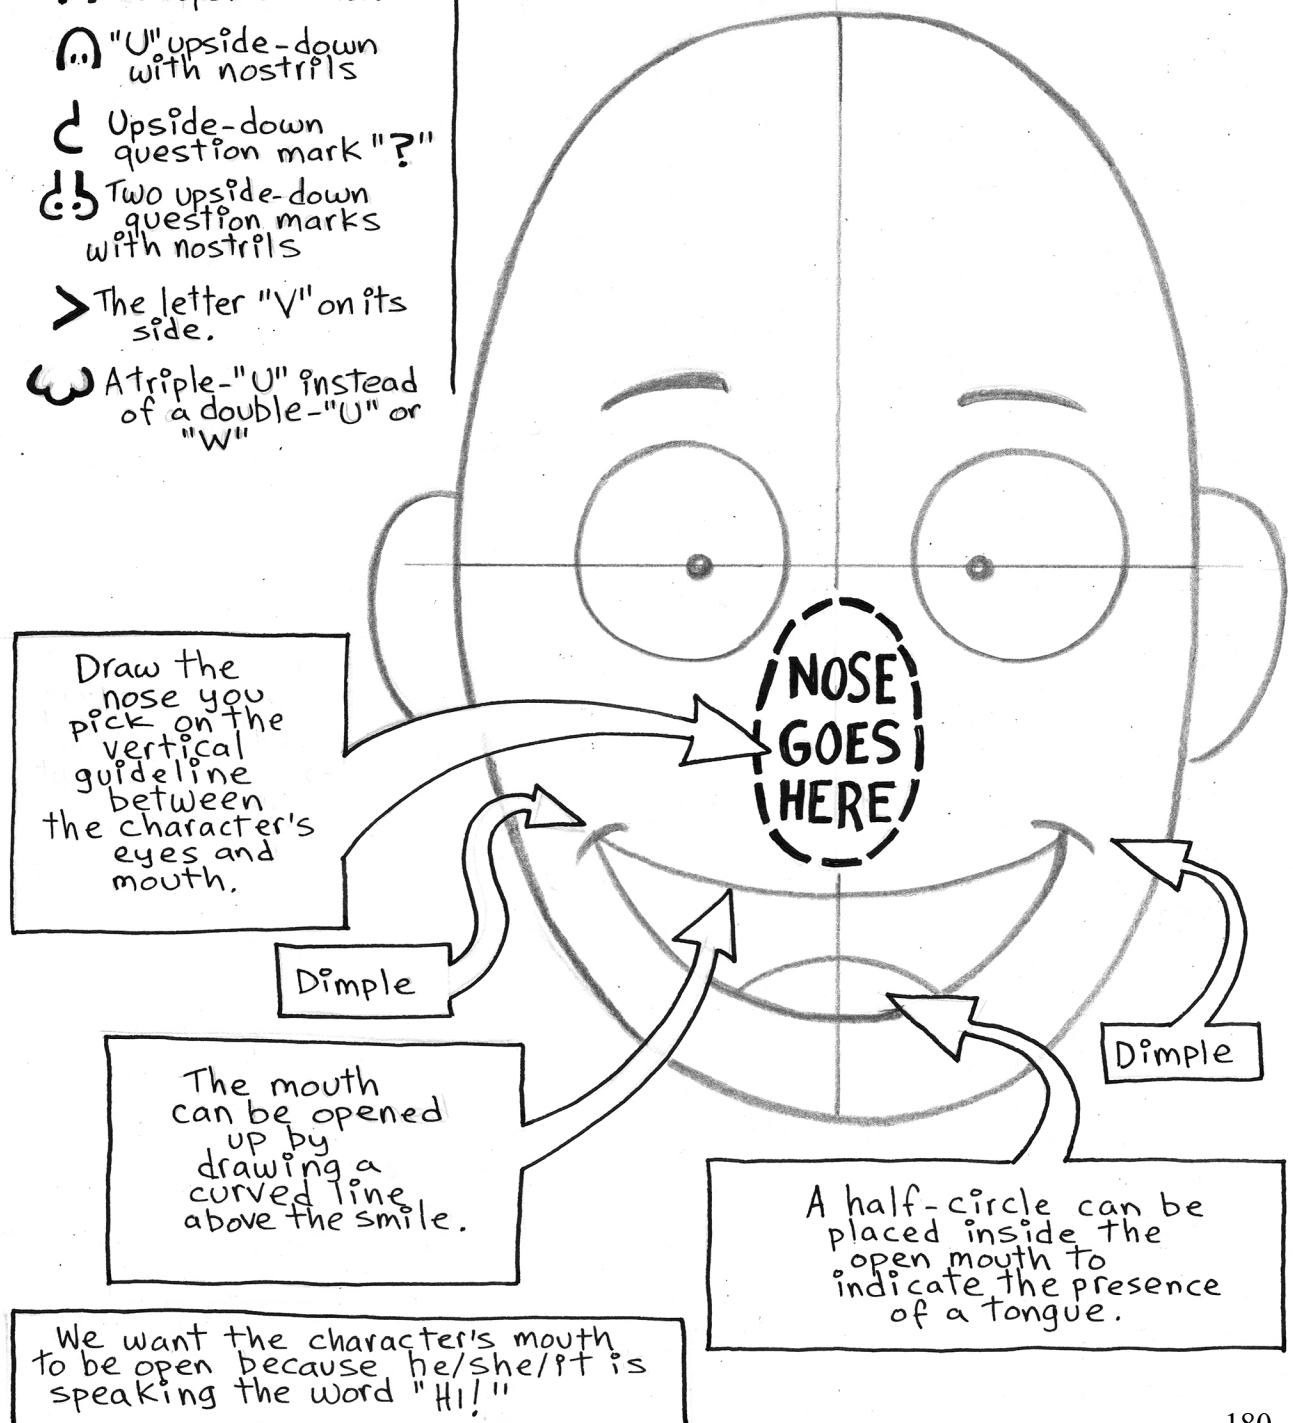 "U" upside-down
with nostrils
Upside-down
question mark "?"
Two upside-down
question marks
with nostrils
The letter "V" on its
side.
A triple-"U" instead
of a double-"U" or
"W"
NOSE
GOES
HERE
Draw the
nose you
pick on the
vertical
guideline
between
the character's
eyes and
mouth.
Dimple
Dimple
The mouth
can be opened
up by
drawing a
curved line
above the smile.
A half-circle can be
placed inside the
open mouth to
indicate the presence
of a tongue.
We want the character's mouth
to be open because he/she/it is
speaking the word "HI!"
180